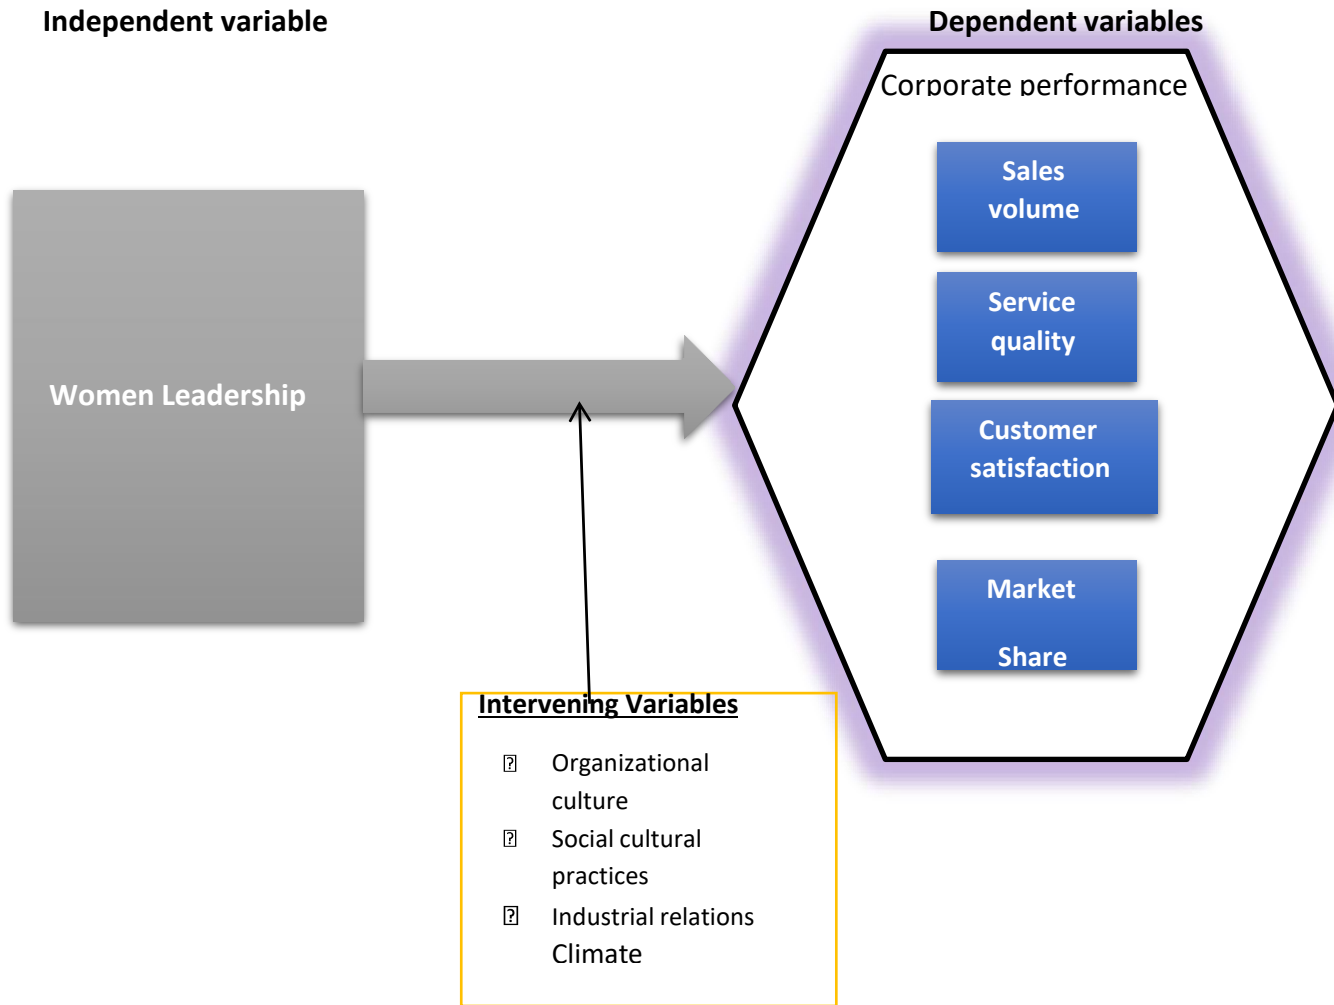 Independent variable
Dependent variables
Corporate performance
Sales
volume
Service
quality
Women Leadership
Customer
satisfaction
Market
Share
Intervening Variables
Organizational
culture
Social cultural
practices
Industrial relations
Climate